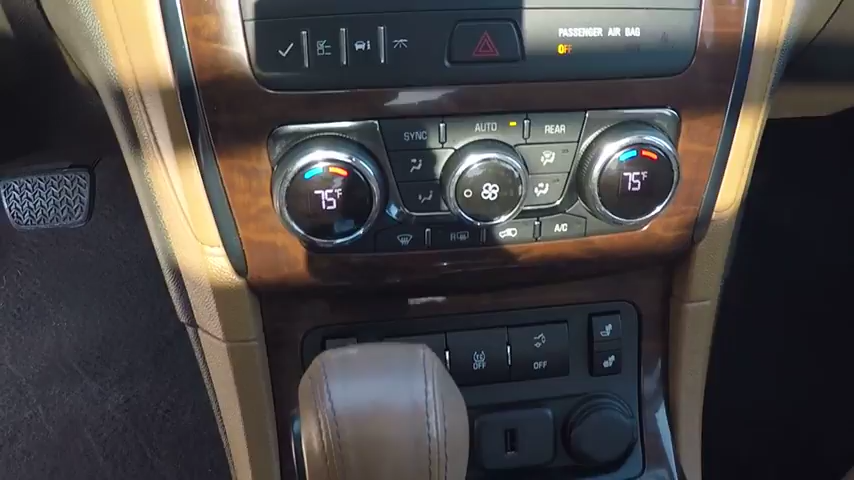 PASSENGER AIR BAG
OFF
SYNC
AUTO
REAR
75°F
75°F
R
A/C
OFF
OFF